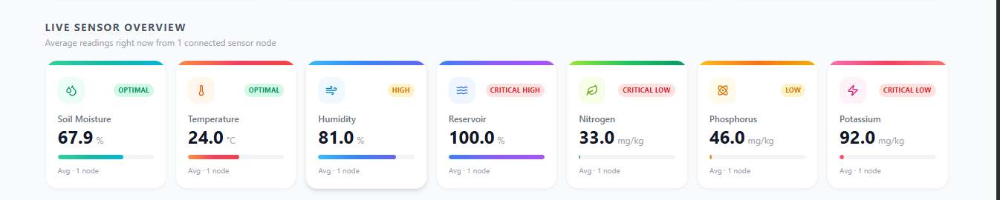 LIVE SENSOR OVERVIEW
Average readings right now from 1 connected sensor node
OPTIMAL
Soil Moisture
67.9 %
Avg · 1 node
OPTIMAL
Temperature
24.0 °C
Avg · 1 node
HIGH
Humidity
81.0 %
Avg · 1 node
CRITICAL HIGH
Reservoir
100.0 %
Avg · 1 node
CRITICAL LOW
Nitrogen
33.0 mg/kg
Avg · 1 node
LOW
Phosphorus
46.0 mg/kg
Avg · 1 node
CRITICAL LOW
Potassium
92.0 mg/kg
Avg · 1 node